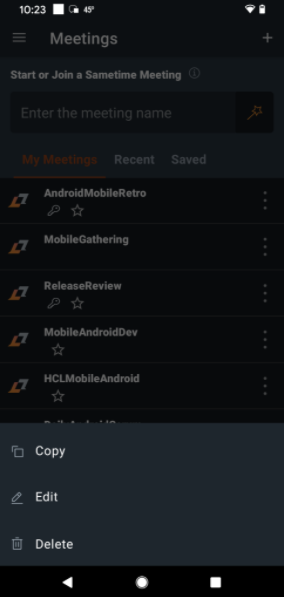 10:23
45°
Meetings
Start or Join a Sametime Meeting
Enter the meeting name
My Meetings Recent Saved
AndroidMobileRetro
MobileGathering
ReleaseReview
MobileAndroidDev
HCLMobileAndroid
Copy
Edit
Delete